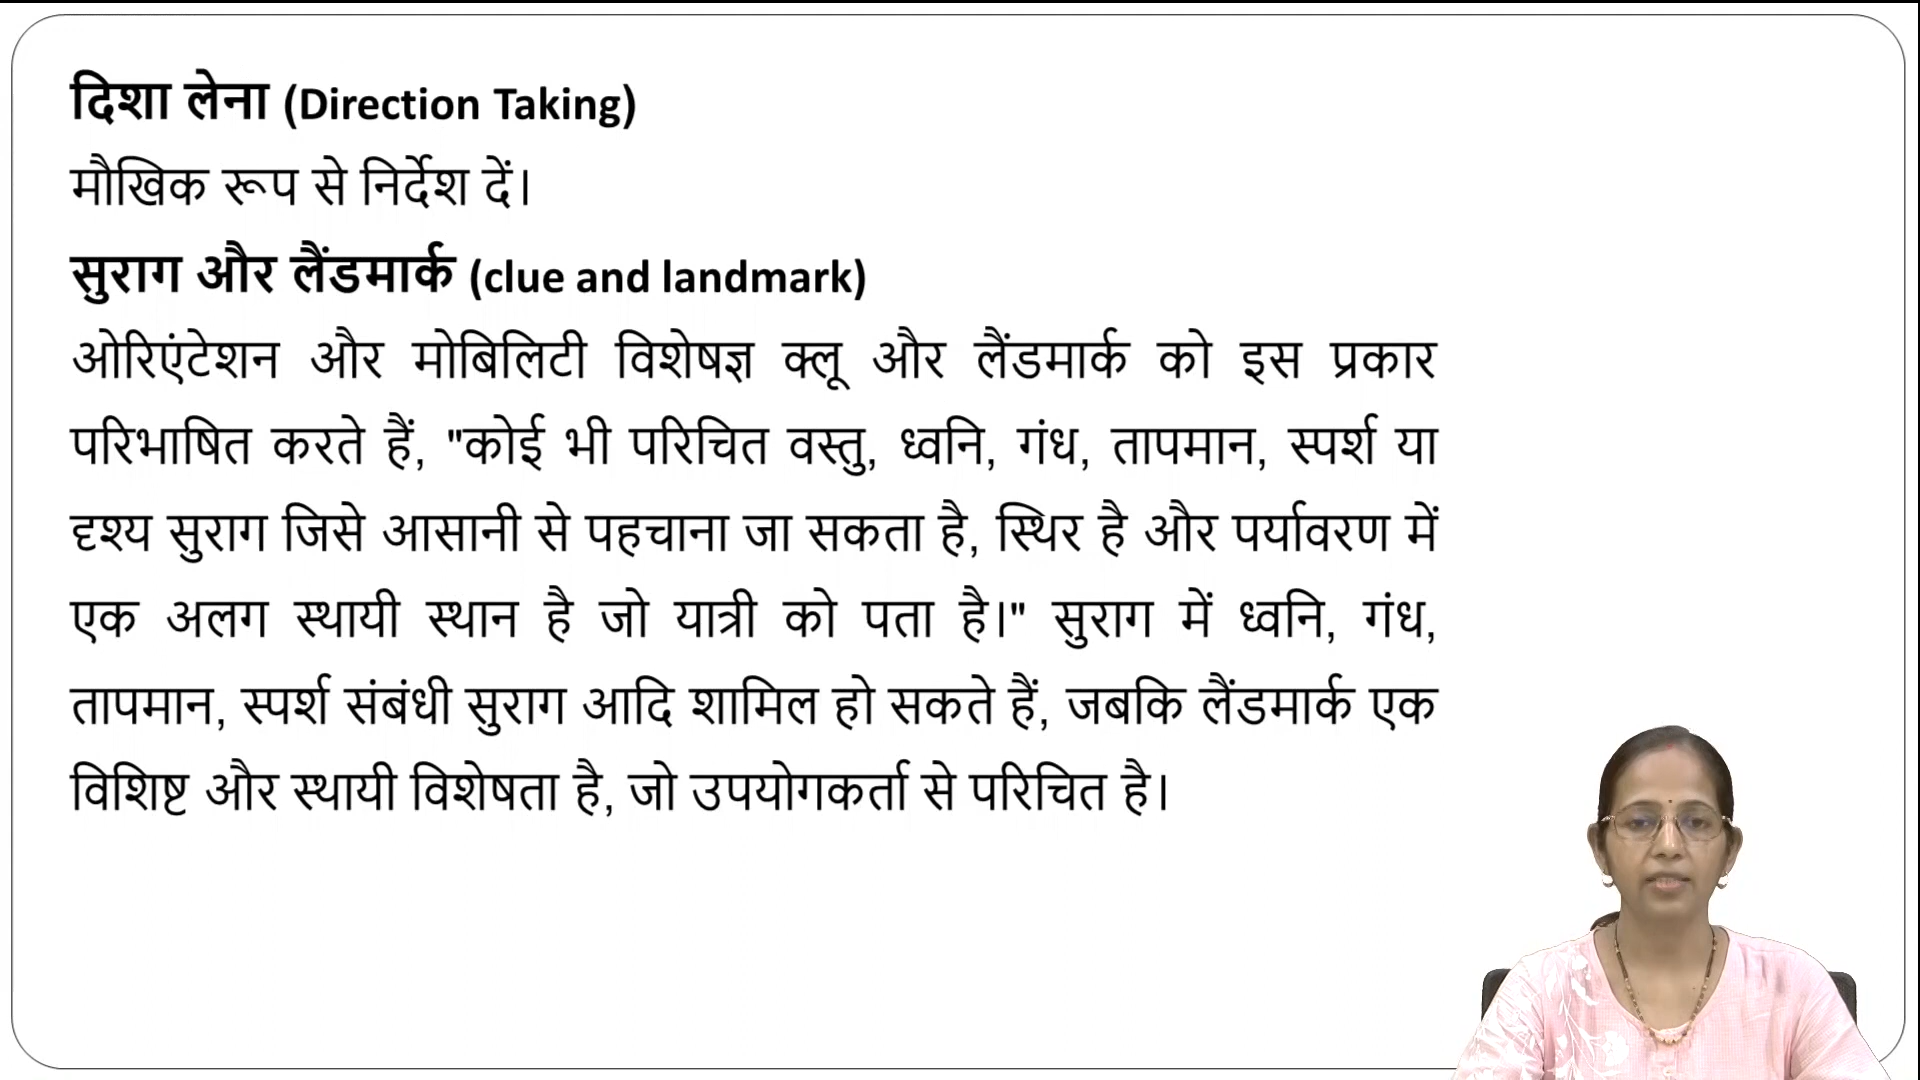 दिशा लेना (Direction Taking)
मौखिक रूप से निर्देश दें।
सुराग और लैंडमार्क (clue and landmark)
ओरिएंटेशन और मोबिलिटी विशेषज्ञ क्लू और लैंडमार्क को इस प्रकार
परिभाषित करते हैं, "कोई भी परिचित वस्तु, ध्वनि, गंध, तापमान, स्पर्श या
दृश्य सुराग जिसे आसानी से पहचाना जा सकता है, स्थिर है और पर्यावरण में
एक अलग स्थायी स्थान है जो यात्री को पता है।" सुराग में ध्वनि, गंध,
तापमान, स्पर्श संबंधी सुराग आदि शामिल हो सकते हैं, जबकि लैंडमार्क एक
विशिष्ट और स्थायी विशेषता है, जो उपयोगकर्ता से परिचित है।